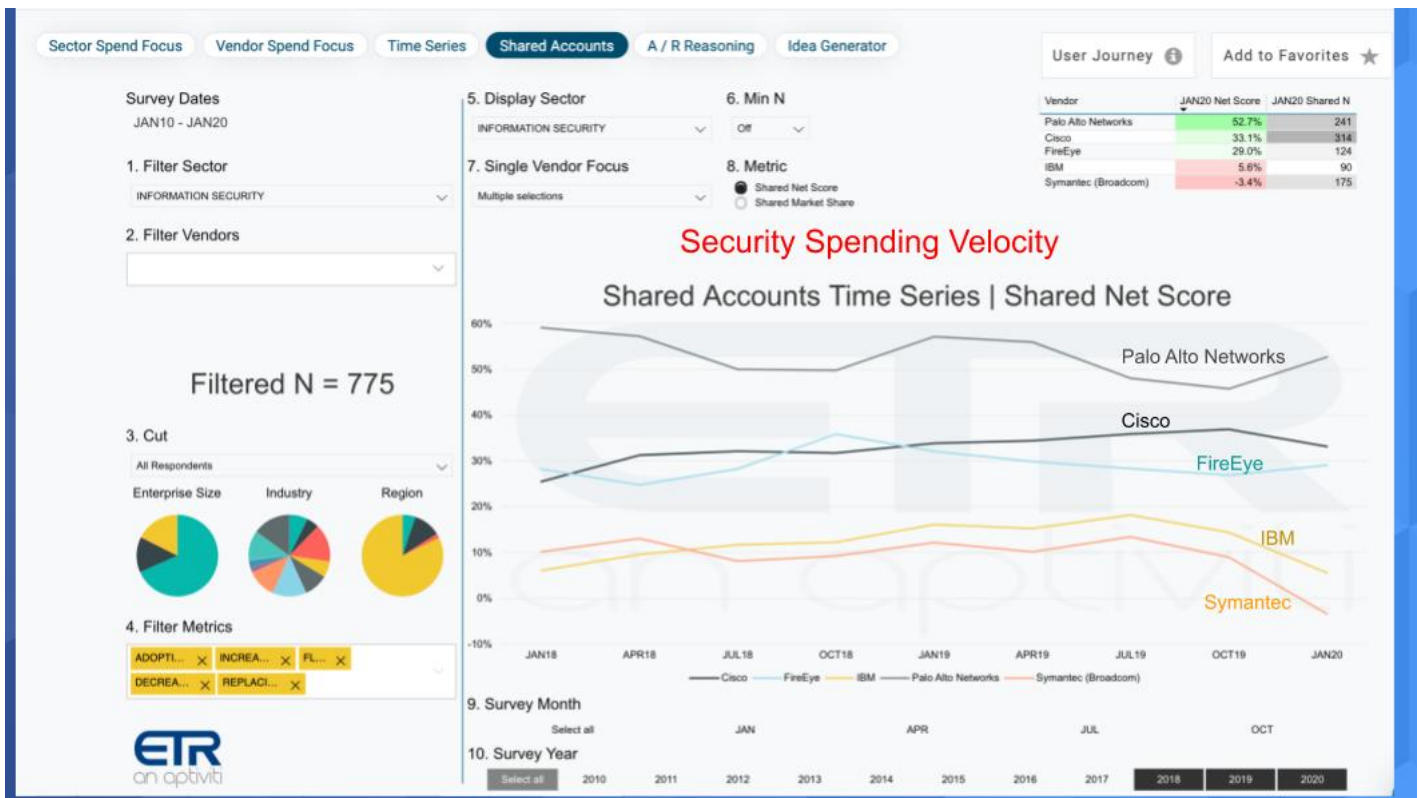 Sector Spend Focus Vendor Spend Focus Time Series Shared Accounts A / R Reasoning Idea Generator
User Journey Add to Favorites
Survey Dates
JAN10 - JAN20
1. Filter Sector
INFORMATION SECURITY
2. Filter Vendors
Filtered N = 775
3. Cut
All Respondents
Enterprise Size Industry Region
4. Filter Metrics
ADOPTI... INCREA... FL...
DECREA... REPLACI...
ETR
an aptiviti
5. Display Sector
INFORMATION SECURITY
6. Min N
Off
7. Single Vendor Focus
Multiple selections
8. Metric
Shared Net Score
Shared Market Share
Vendor JAN20 Net Score JAN20 Shared N
Palo Alto Networks 52.7% 241
Cisco 33.1% 314
FireEye 29.0% 124
IBM 5.6% 90
Symantec (Broadcom) -3.4% 175
Security Spending Velocity
Shared Accounts Time Series | Shared Net Score
60%
50%
40%
30%
20%
10%
0%
-10%
Palo Alto Networks
Cisco
FireEye
IBM
Symantec
ETR
an aptiviti
JAN18 APR18 JUL18 OCT18 JAN19 APR19 JUL19 OCT19 JAN20
Cisco FireEye IBM Palo Alto Networks Symantec (Broadcom)
9. Survey Month
Select all JAN APR JUL OCT
10. Survey Year
Select all 2010 2011 2012 2013 2014 2015 2016 2017 2018 2019 2020